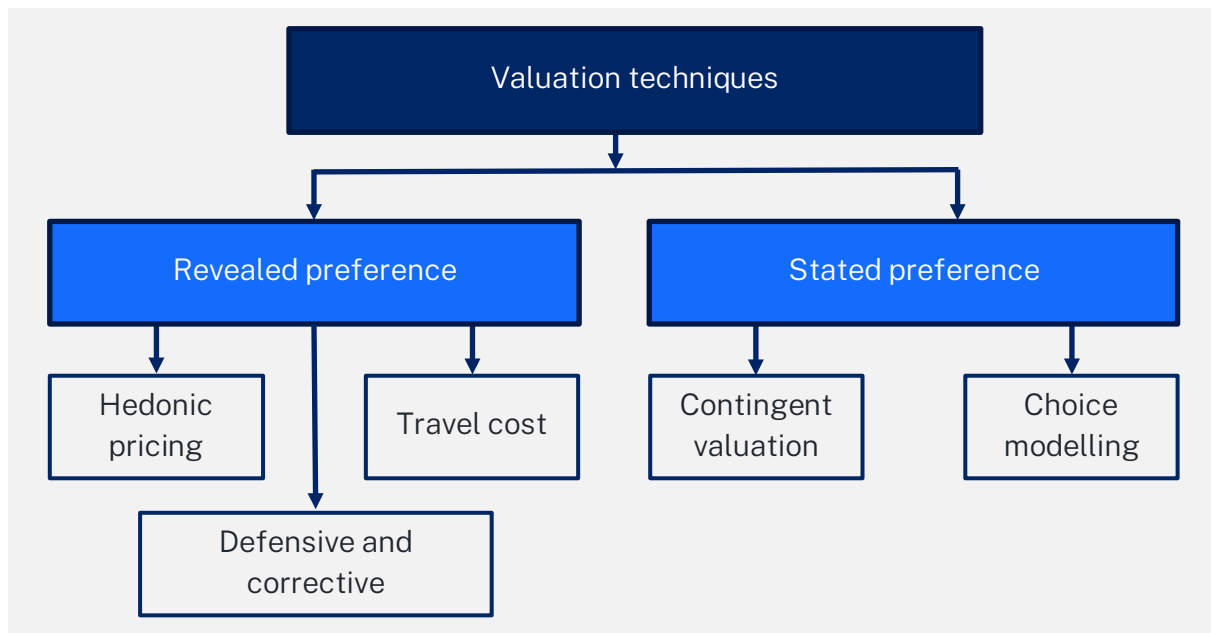 Valuation techniques
Revealed preference
Stated preference
Hedonic
pricing
Travel cost
Contingent
valuation
Choice
modelling
Defensive and
corrective